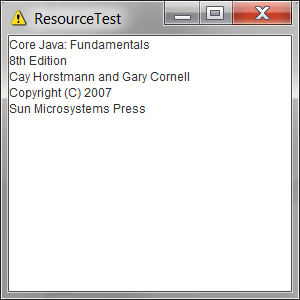 ResourceTest
Core Java: Fundamentals
8th Edition
Cay Horstmann and Gary Cornell
Copyright (C) 2007
Sun Microsystems Press